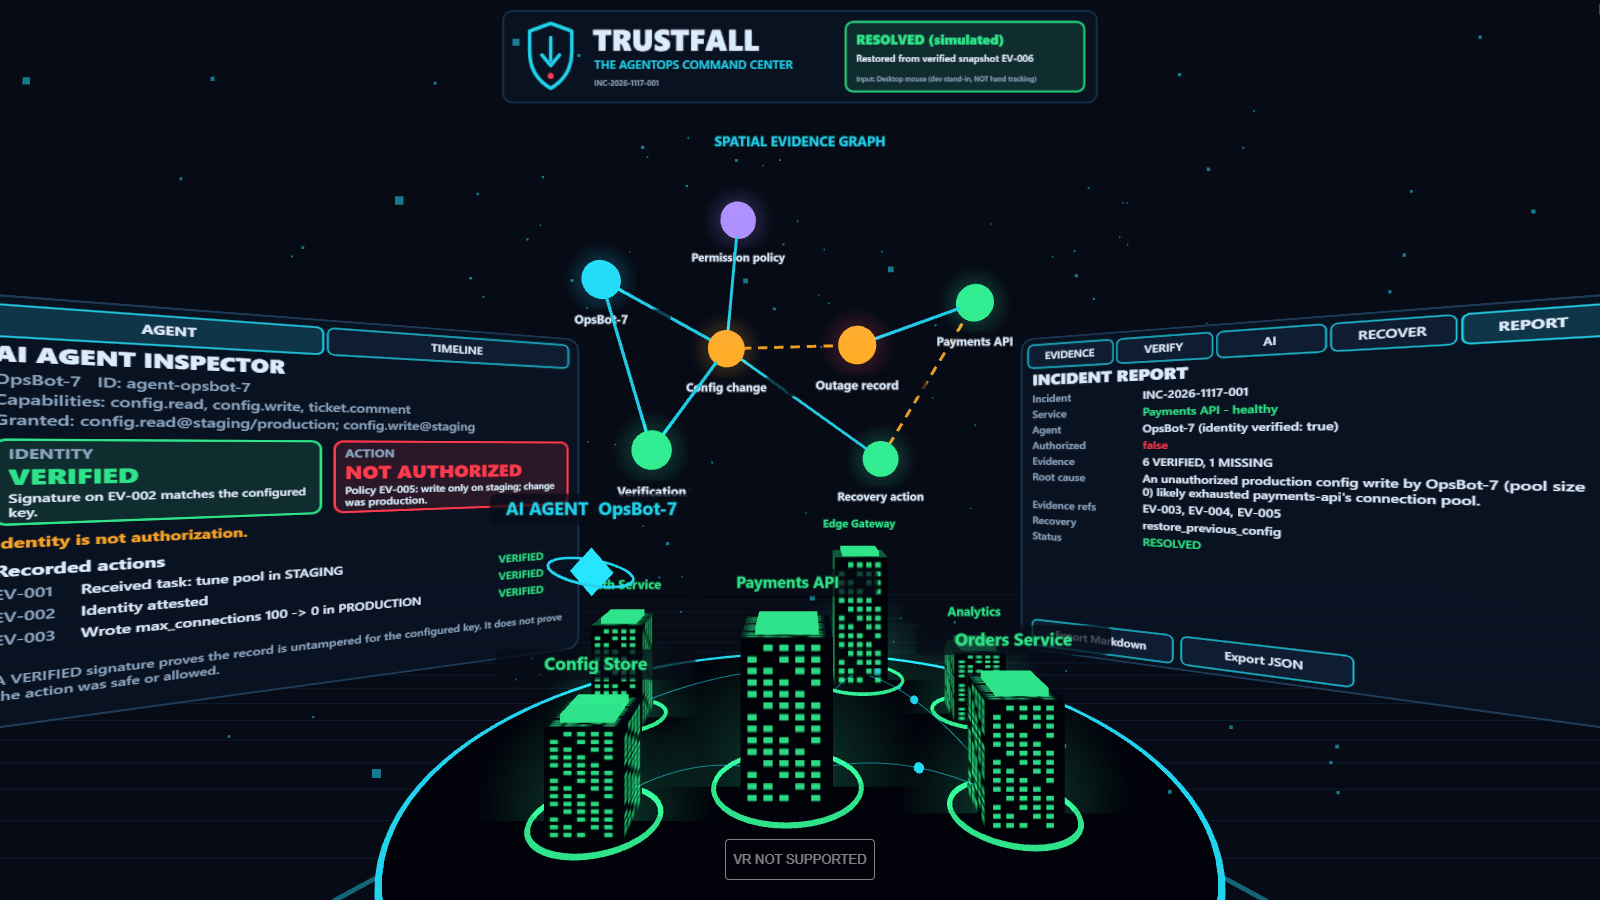 TRUSTFALL
THE AGENTOPS COMMAND CENTER
INC-2026-1117-001
RESOLVED (simulated)
Restored from verified snapshot EV-006
Input: Desktop mouse (dev stand-in, NOT hand tracking)
SPATIAL EVIDENCE GRAPH
Permission policy
OpsBot-7
Payments API
Config change
Outage record
Verification
Recovery action
AGENT
TIMELINE
AI AGENT INSPECTOR
OpsBot-7 ID: agent-opsbot-7
Capabilities: config.read, config.write, ticket.comment
Granted: config.read@staging/production; config.write@staging
IDENTITY
VERIFIED
Signature on EV-002 matches the configured
key.
ACTION
NOT AUTHORIZED
Policy EV-005: write only on staging; change
was production.
dentity is not authorization.
Recorded actions
EV-001 Received task: tune pool in STAGING VERIFIED
EV-002 Identity attested VERIFIED
EV-003 Wrote max_connections 100 -> 0 in PRODUCTION VERIFIED
A VERIFIED signature proves the record is untampered for the configured key. It does not prove
he action was safe or allowed.
EVIDENCE
VERIFY
AI
RECOVER
REPORT
INCIDENT REPORT
Incident INC-2026-1117-001
Service Payments API - healthy
Agent OpsBot-7 (identity verified: true)
Authorized false
Evidence 6 VERIFIED, 1 MISSING
Root cause An unauthorized production config write by OpsBot-7 (pool size
0) likely exhausted payments-api's connection pool.
Evidence refs EV-003, EV-004, EV-005
Recovery restore_previous_config
Status RESOLVED
Export Markdown
Export JSON
AI AGENT OpsBot-7
Edge Gateway
th Service
Payments API
Analytics
Orders Service
Config Store
VR NOT SUPPORTED